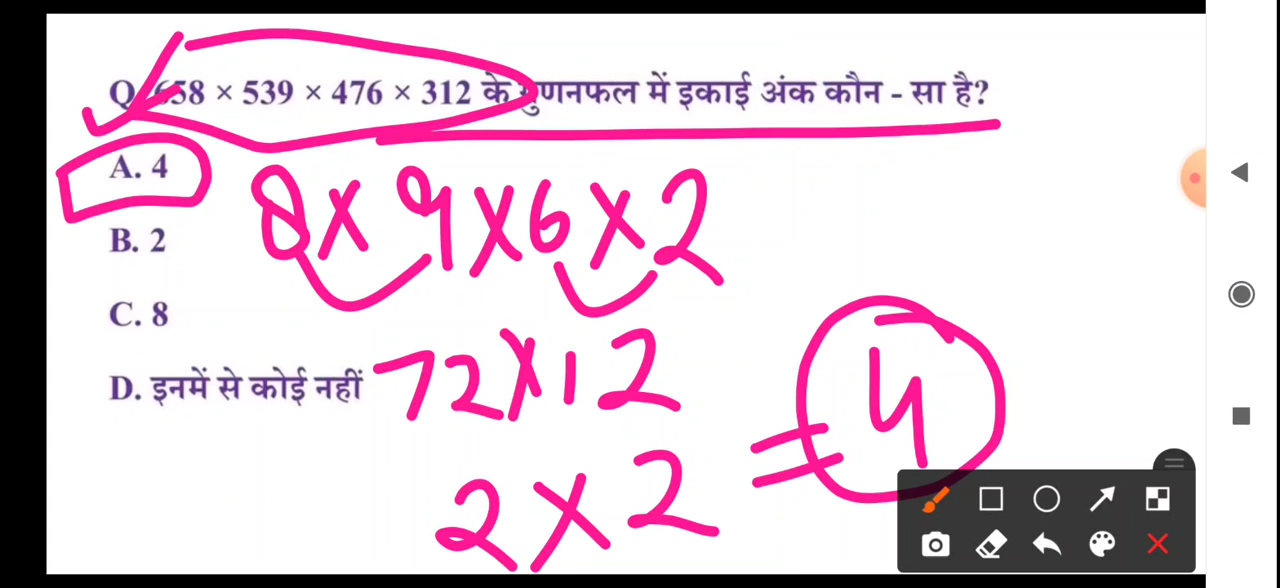 Q. 658 × 539 × 476 × 312 के गुणनफल में इकाई अंक कौन - सा है?
A. 4
8 × 9 × 6 × 2
B. 2
C. 8
72 × 12
D. इनमें से कोई नहीं
2 × 2 = 4